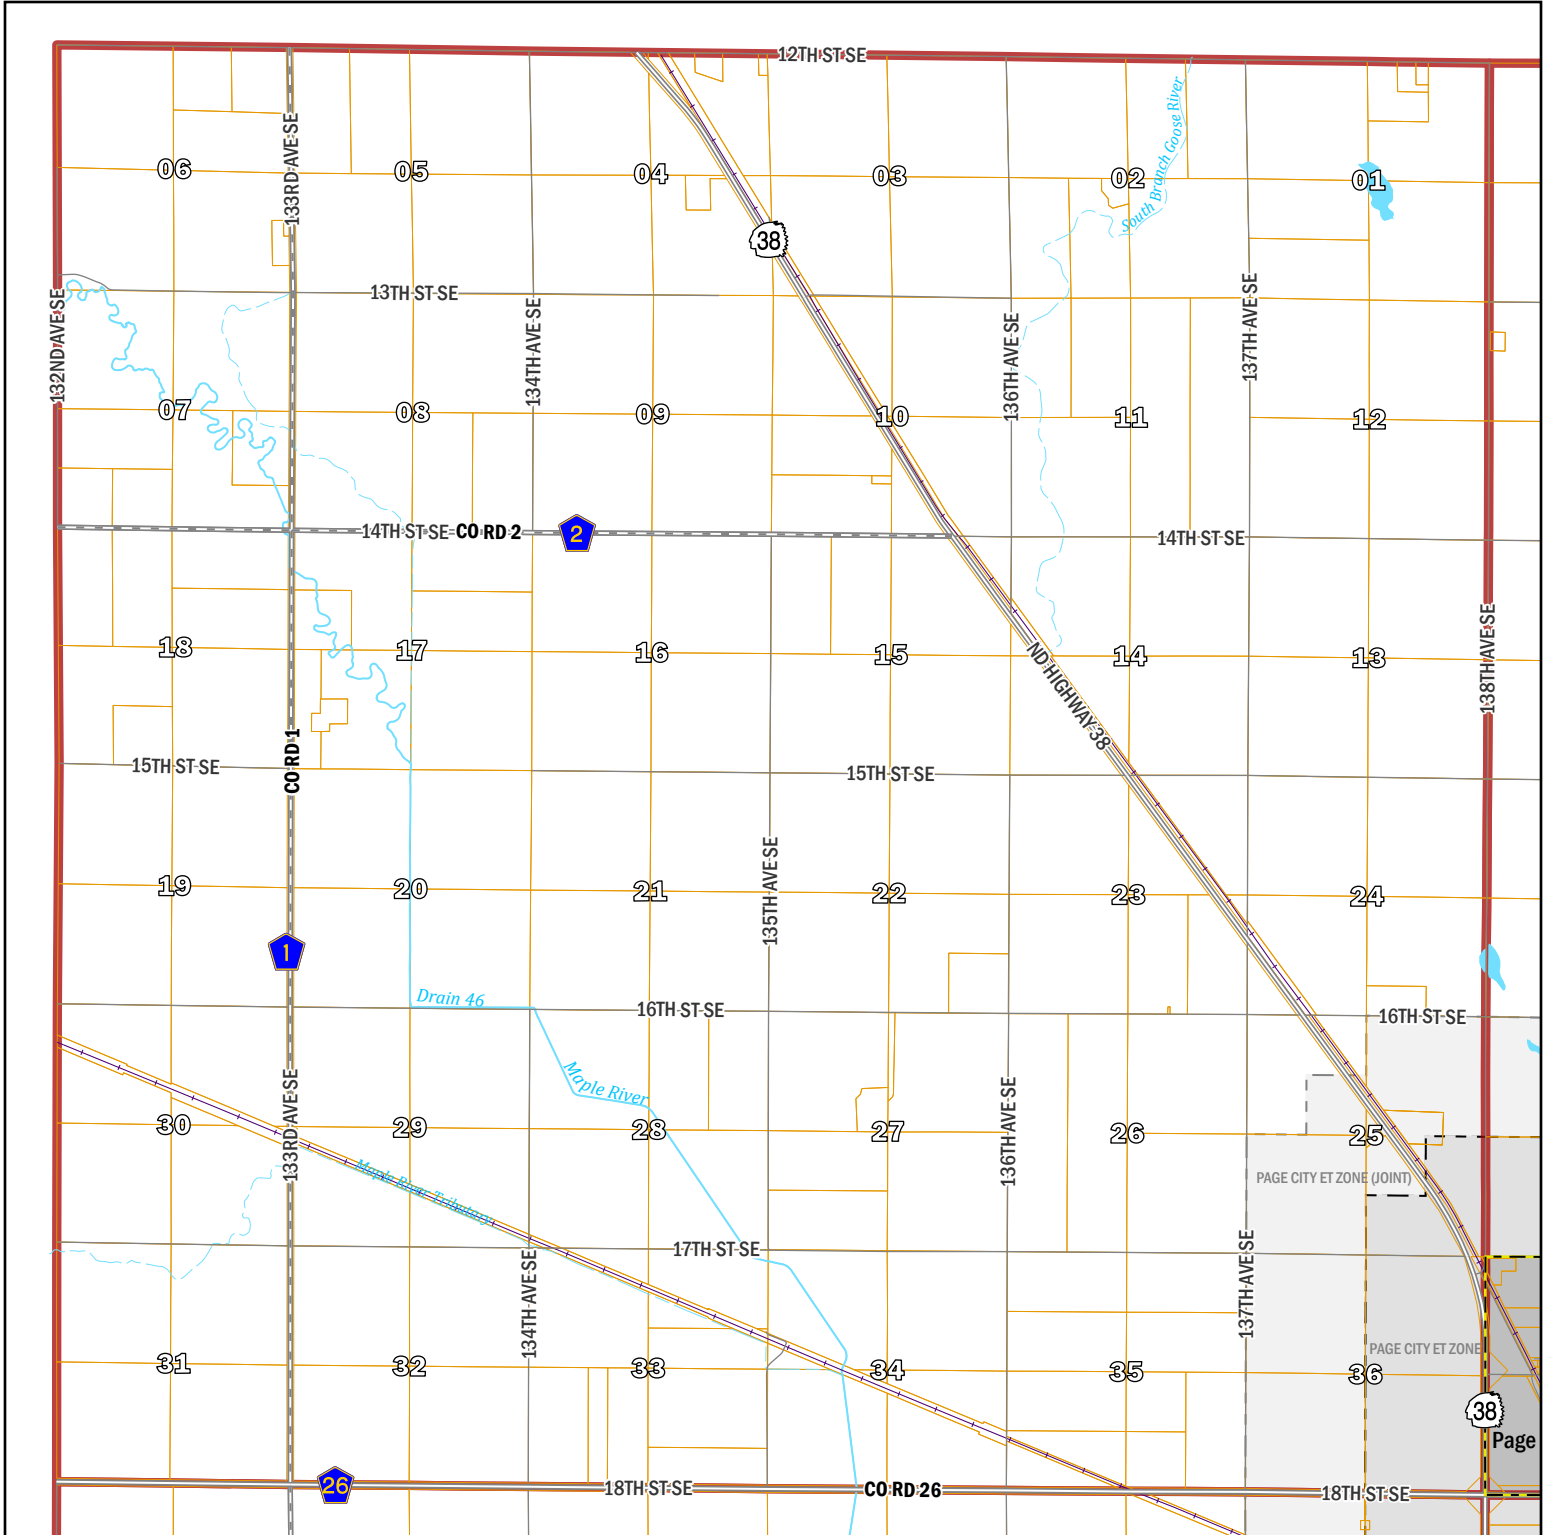 12TH ST SE
133RD AVE SE
South Branch Goose River
06
05
04
03
02
01
38
132ND AVE SE
13TH ST SE
134TH AVE SE
136TH AVE SE
137TH AVE SE
07
08
09
10
11
12
14TH ST SE
CO RD 2
2
14TH ST SE
18
17
16
15
14
13
ND HIGHWAY 38
138TH AVE SE
CO RD 1
15TH ST SE
15TH ST SE
135TH AVE SE
19
20
21
22
23
24
1
Drain 46
16TH ST SE
16TH ST SE
Maple River
133RD AVE SE
136TH AVE SE
30
29
28
27
26
25
Maple River Tributary
PAGE CITY ET ZONE (JOINT)
17TH ST SE
134TH AVE SE
137TH AVE SE
PAGE CITY ET ZONE
31
32
33
34
35
36
38
Page
26
18TH ST SE
CO RD 26
18TH ST SE